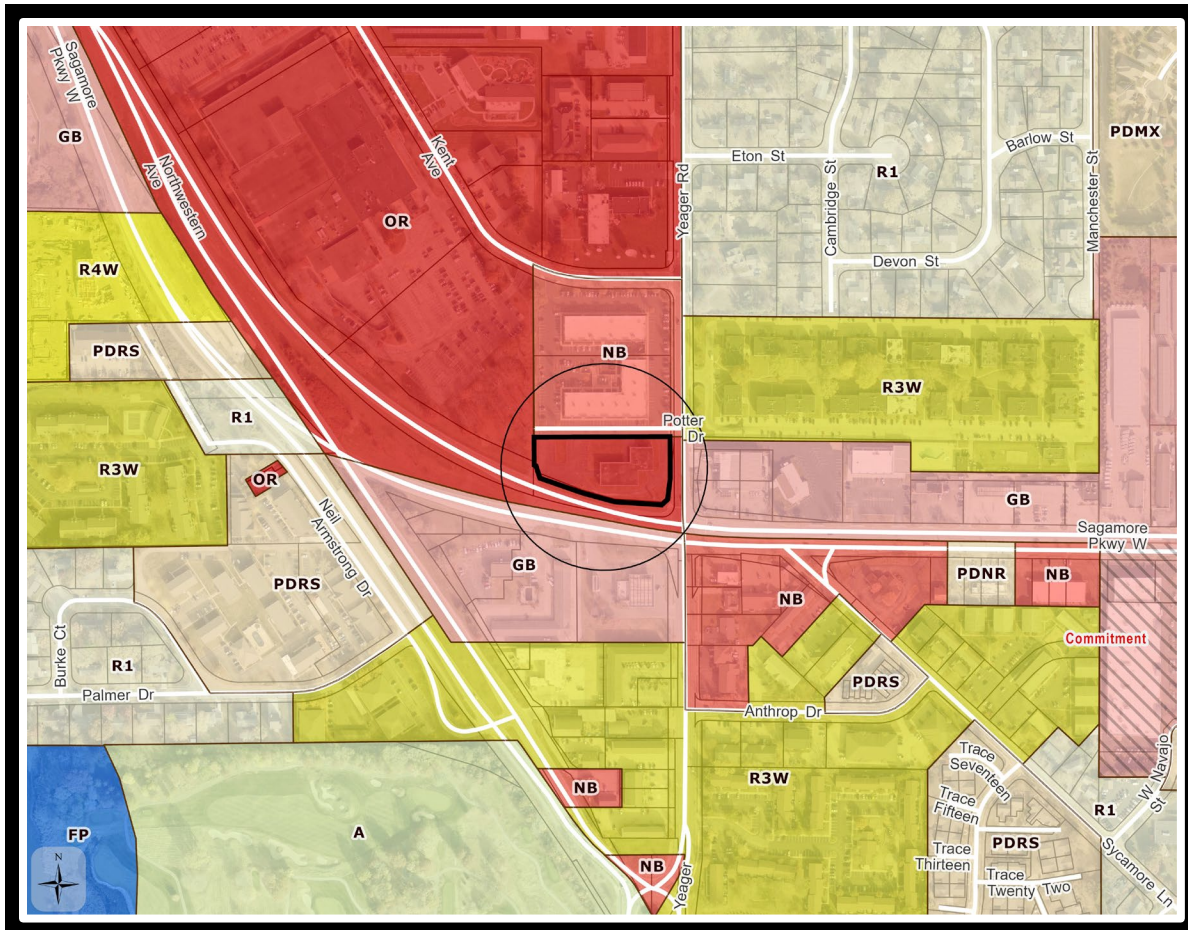 Sagamore
Pkwy W
GB
Northwestern
Ave
Kent
Ave
OR
Yeager Rd
Eton St
Cambridge St
R1
Barlow St
Manchester St
PDMX
Devon St
R4W
PDRS
NB
R3W
Potter
Dr
R1
R3W
OR
Neil
Armstrong Dr
GB
Sagamore
Pkwy W
GB
PDRS
NB
PDNR
NB
Commitment
Burke Ct
R1
Palmer Dr
PDRS
Anthrop Dr
W Navajo
St
Trace
Seventeen
NB
R3W
Trace
Fifteen
R1
FP
A
PDRS
Trace
Thirteen
Sycamore Ln
NB
Yeager
Trace
Twenty Two
N